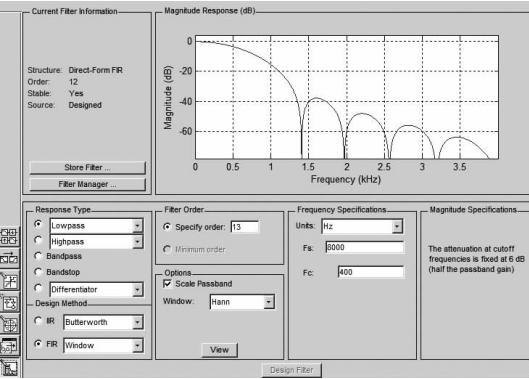 Current Filter Information
Structure: Direct-Form FIR
Order: 12
Stable: Yes
Source: Designed
Store Filter ...
Filter Manager ...
Magnitude Response (dB)
Magnitude (dB)
0
-20
-40
-60
0 0.5 1 1.5 2 2.5 3 3.5
Frequency (kHz)
Response Type
Lowpass
Highpass
Bandpass
Bandstop
Differentiator
Design Method
IIR Butterworth
FIR Window
Filter Order
Specify order: 13
Minimum order
Options
Scale Passband
Window: Hann
View
Frequency Specifications
Units: Hz
Fs: 8000
Fc: 400
Magnitude Specifications
The attenuation at cutoff
frequencies is fixed at 6 dB
(half the passband gain)
Design Filter